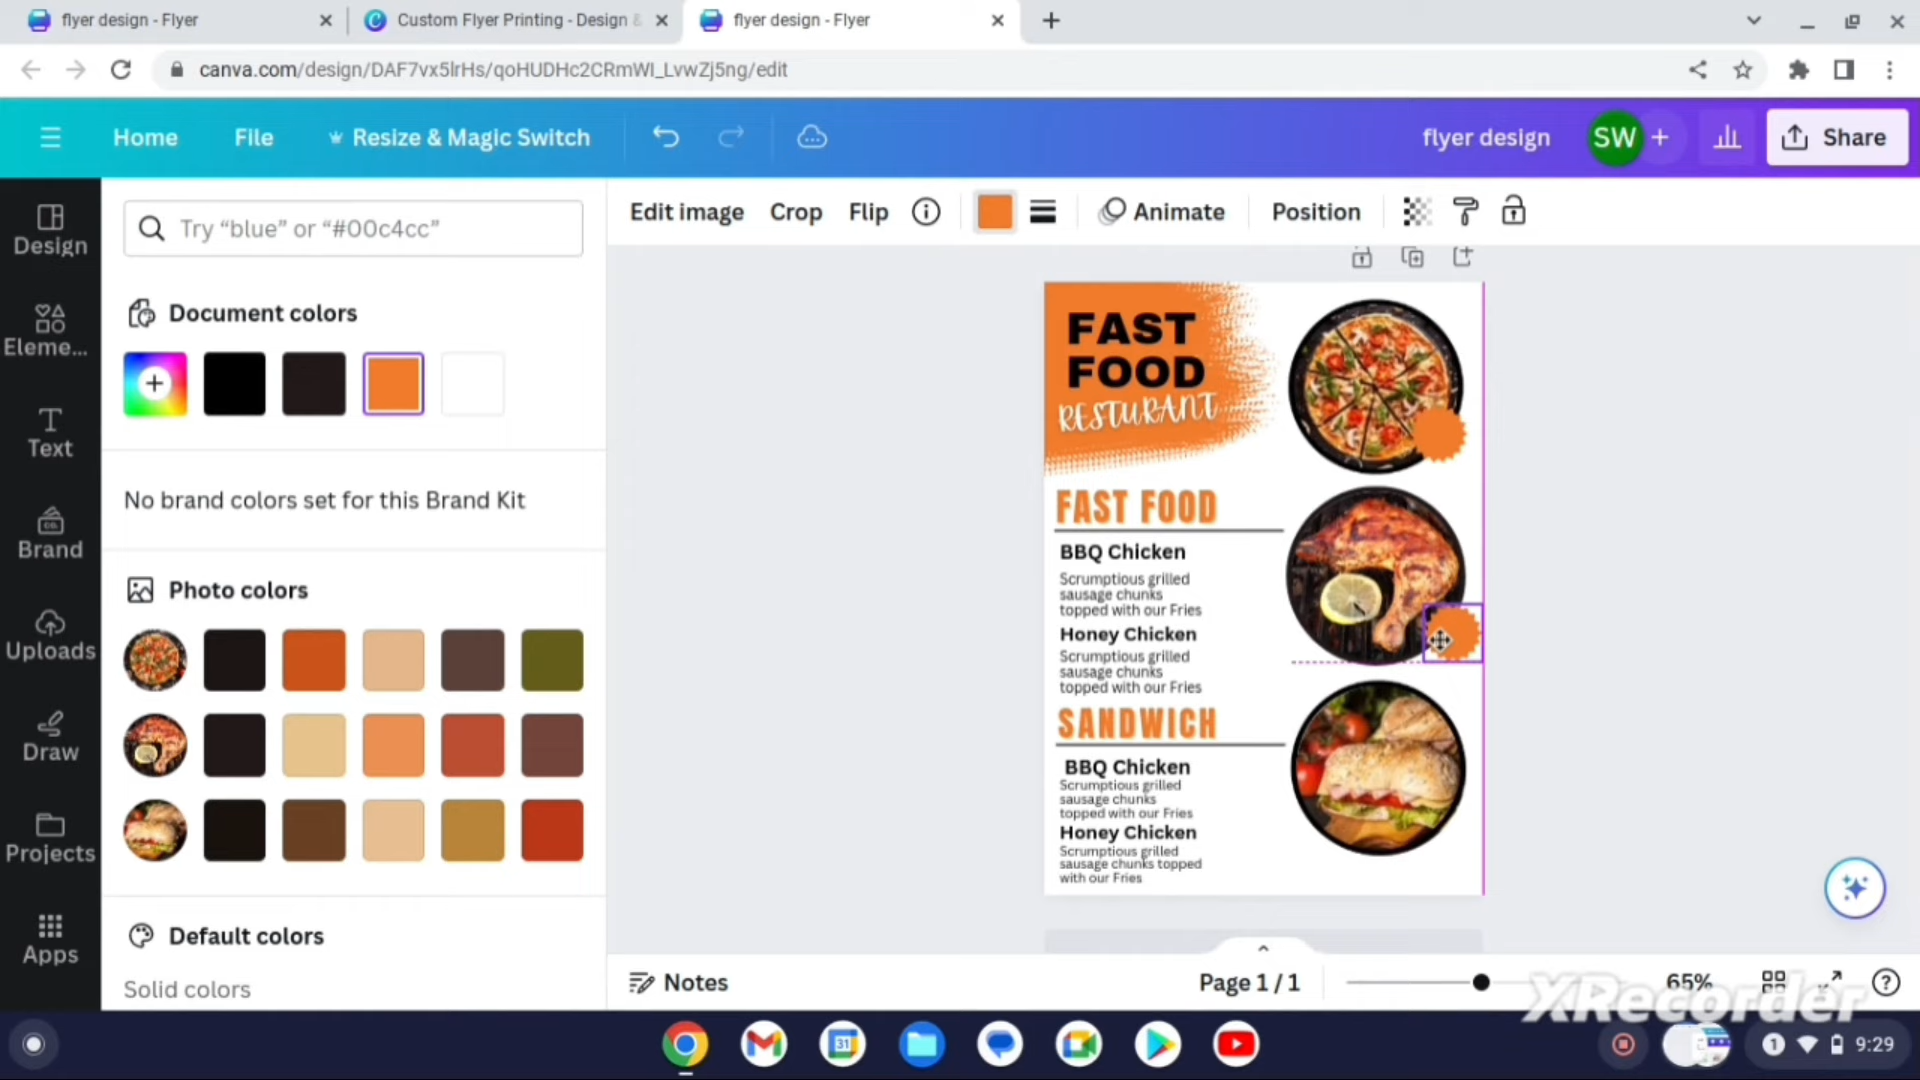 flyer design - Flyer
Custom Flyer Printing - Design &
flyer design - Flyer
canva.com/design/DAF7vx5lrHs/qoHUDHc2CRmWI_LvwZj5ng/edit
Home
File
Resize & Magic Switch
flyer design
SW
Share
Design
Eleme...
Text
Brand
Uploads
Draw
Projects
Apps
Try “blue” or “#00c4cc”
Document colors
No brand colors set for this Brand Kit
Photo colors
Default colors
Solid colors
Edit image
Crop
Flip
Animate
Position
FAST
FOOD
RESTURANT
FAST FOOD
BBQ Chicken
Scrumptious grilled
sausage chunks
topped with our Fries
Honey Chicken
Scrumptious grilled
sausage chunks
topped with our Fries
SANDWICH
BBQ Chicken
Scrumptious grilled
sausage chunks
topped with our Fries
Honey Chicken
Scrumptious grilled
sausage chunks topped
with our Fries
Notes
Page 1 / 1
65%
XRecorder
31
1
9:29